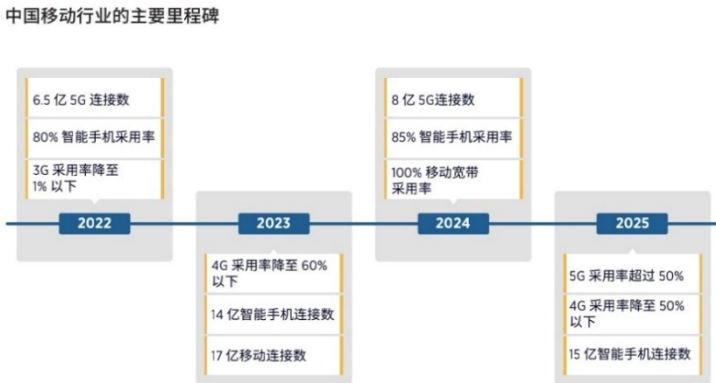 中国移动行业的主要里程碑
6.5 亿 5G 连接数
80% 智能手机采用率
3G 采用率降至
1% 以下
2022
2023
4G 采用率降至 60%
以下
14 亿智能手机连接数
17 亿移动连接数
8 亿 5G连接数
85% 智能手机采用率
100% 移动宽带
采用率
2024
2025
5G 采用率超过 50%
4G 采用率降至 50%
以下
15 亿智能手机连接数